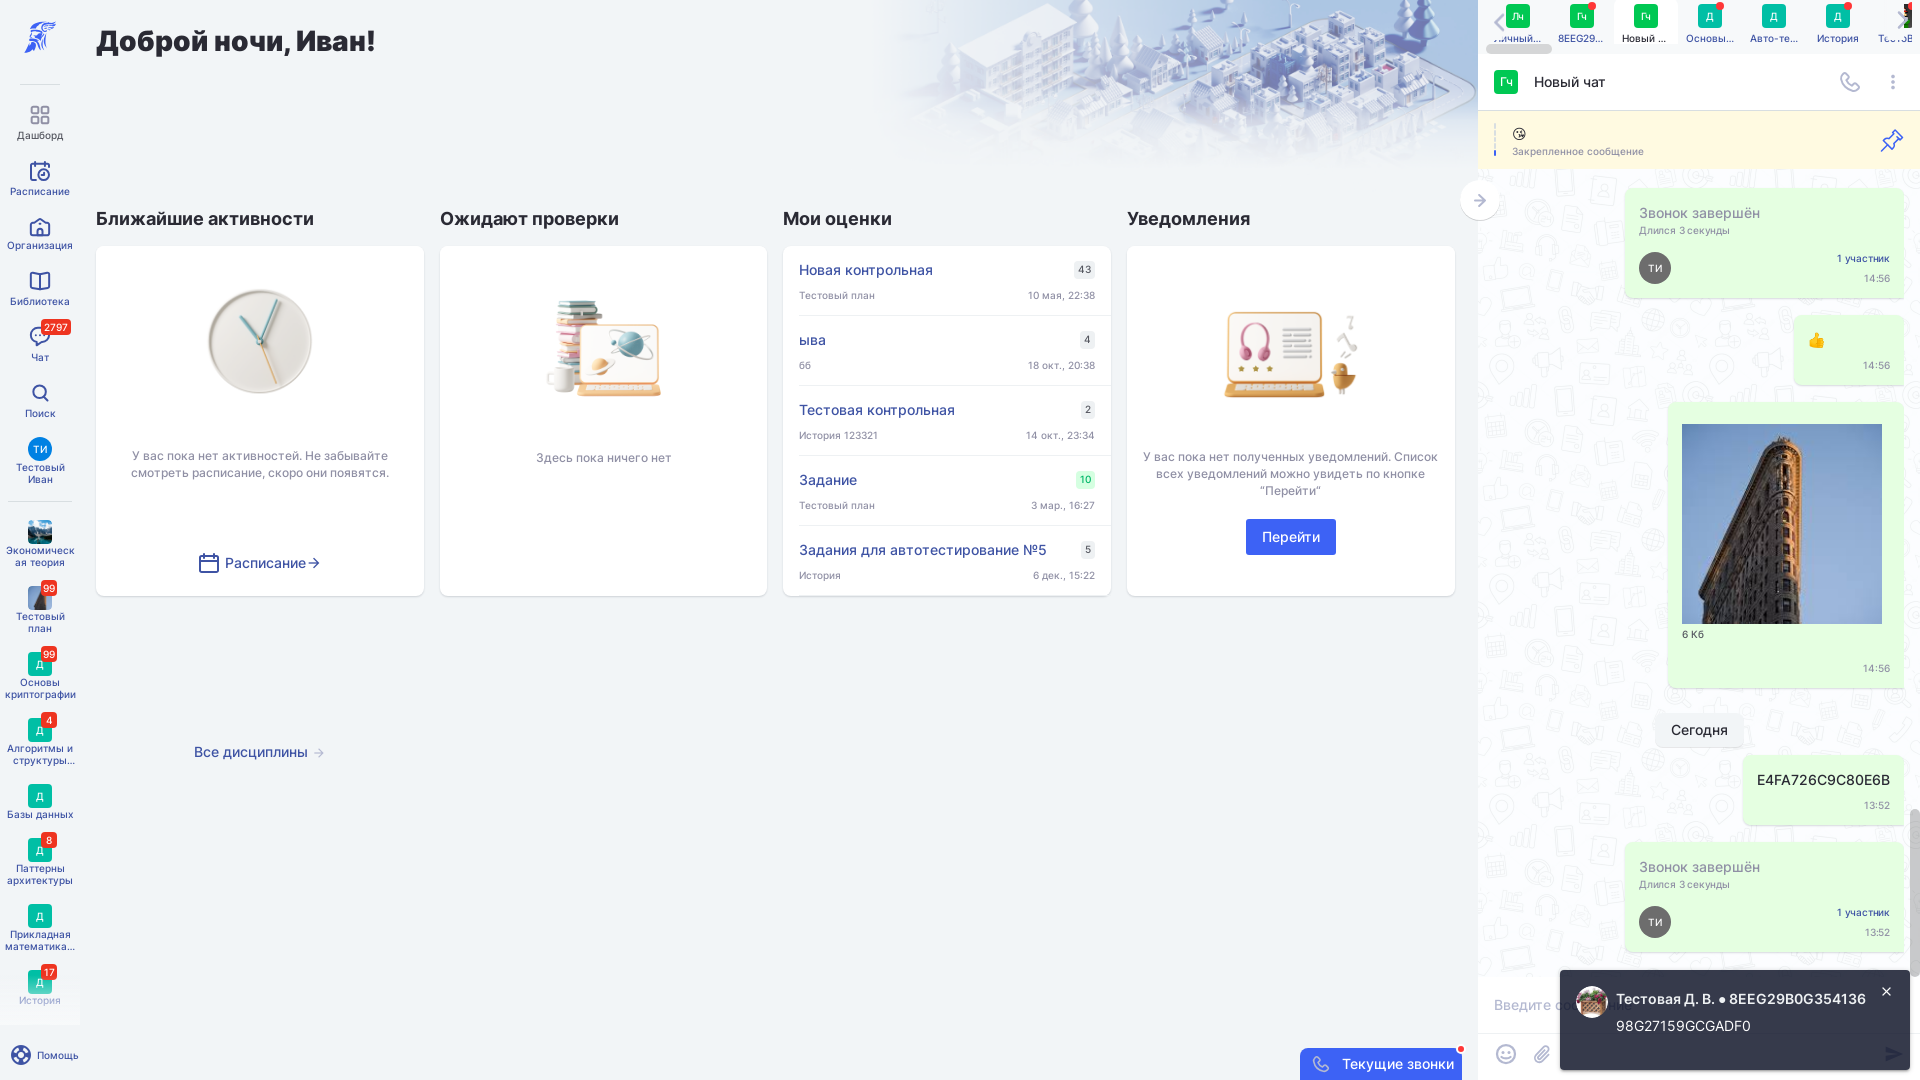 Дашборд
Расписание
Организация
Библиотека
2797
Чат
Поиск
ТИ
Тестовый
Иван
Экономическ
ая теория
99
Тестовый
план
99
Д
Основы
криптографии
4
Д
Алгоритмы и
структуры...
Д
Базы данных
8
Д
Паттерны
архитектуры
Д
Прикладная
математика...
17
Д
История
Помощь
Доброй ночи, Иван!
Ближайшие активности
У вас пока нет активностей. Не забывайте
смотреть расписание, скоро они появятся.
Расписание
Ожидают проверки
Здесь пока ничего нет
Мои оценки
Новая контрольная 43
Тестовый план 10 мая, 22:38
ыва 4
бб 18 окт., 20:38
Тестовая контрольная 2
История 123321 14 окт., 23:34
Задание 10
Тестовый план 3 мар., 16:27
Задания для автотестирование №5 5
История 6 дек., 15:22
Уведомления
У вас пока нет полученных уведомлений. Список
всех уведомлений можно увидеть по кнопке
“Перейти”
Перейти
Все дисциплины
Текущие звонки
Лч Гч Гч Д Д Д
Личный... 8EEG29... Новый ... Основы... Авто-те... История
Гч Новый чат
😘
Закрепленное сообщение
Звонок завершён
Длился 3 секунды
1 участник
ТИ
14:56
👍
14:56
6 Кб
14:56
Сегодня
E4FA726C9C80E6B
13:52
Звонок завершён
Длился 3 секунды
1 участник
ТИ
13:52
Введите
Тестовая Д. В. ● 8EEG29B0G354136
98G27159GCGADF0